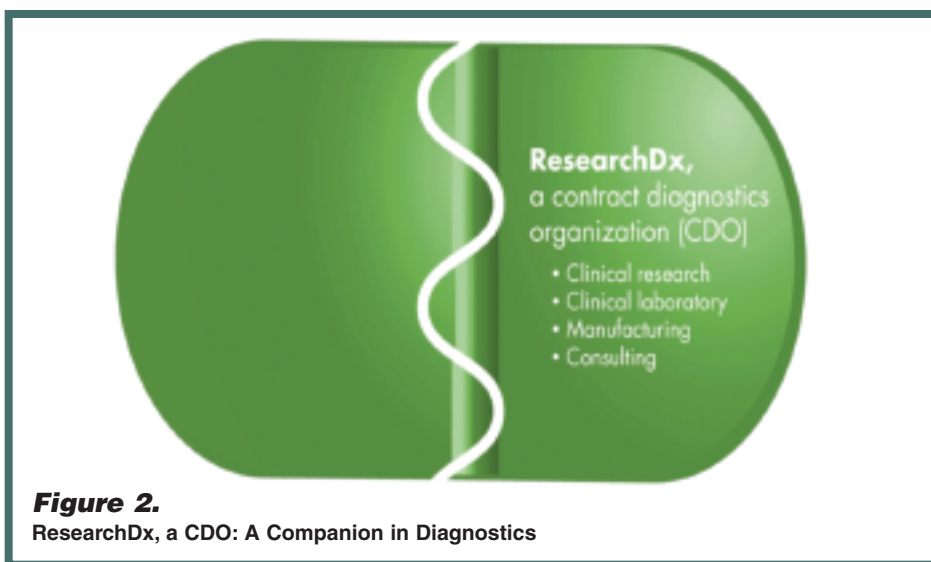 ResearchDx,
a contract diagnostics
organization (CDO)
• Clinical research
• Clinical laboratory
• Manufacturing
• Consulting
Figure 2.
ResearchDx, a CDO: A Companion in Diagnostics